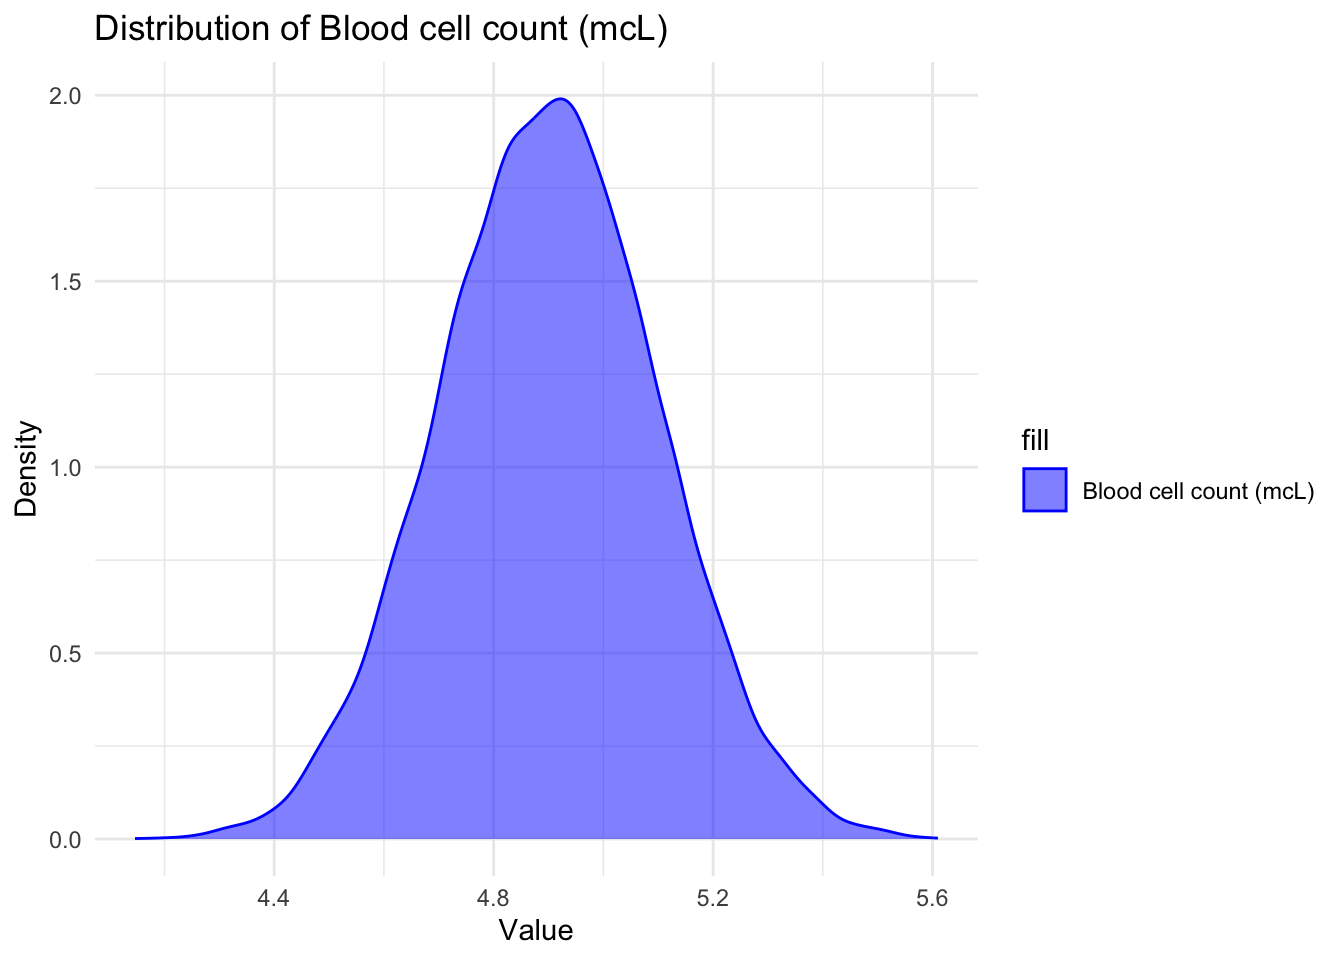 Distribution of Blood cell count (mcL)
2.0
1.5
1.0
0.5
0.0
Density
4.4 4.8 5.2 5.6
Value
fill
Blood cell count (mcL)